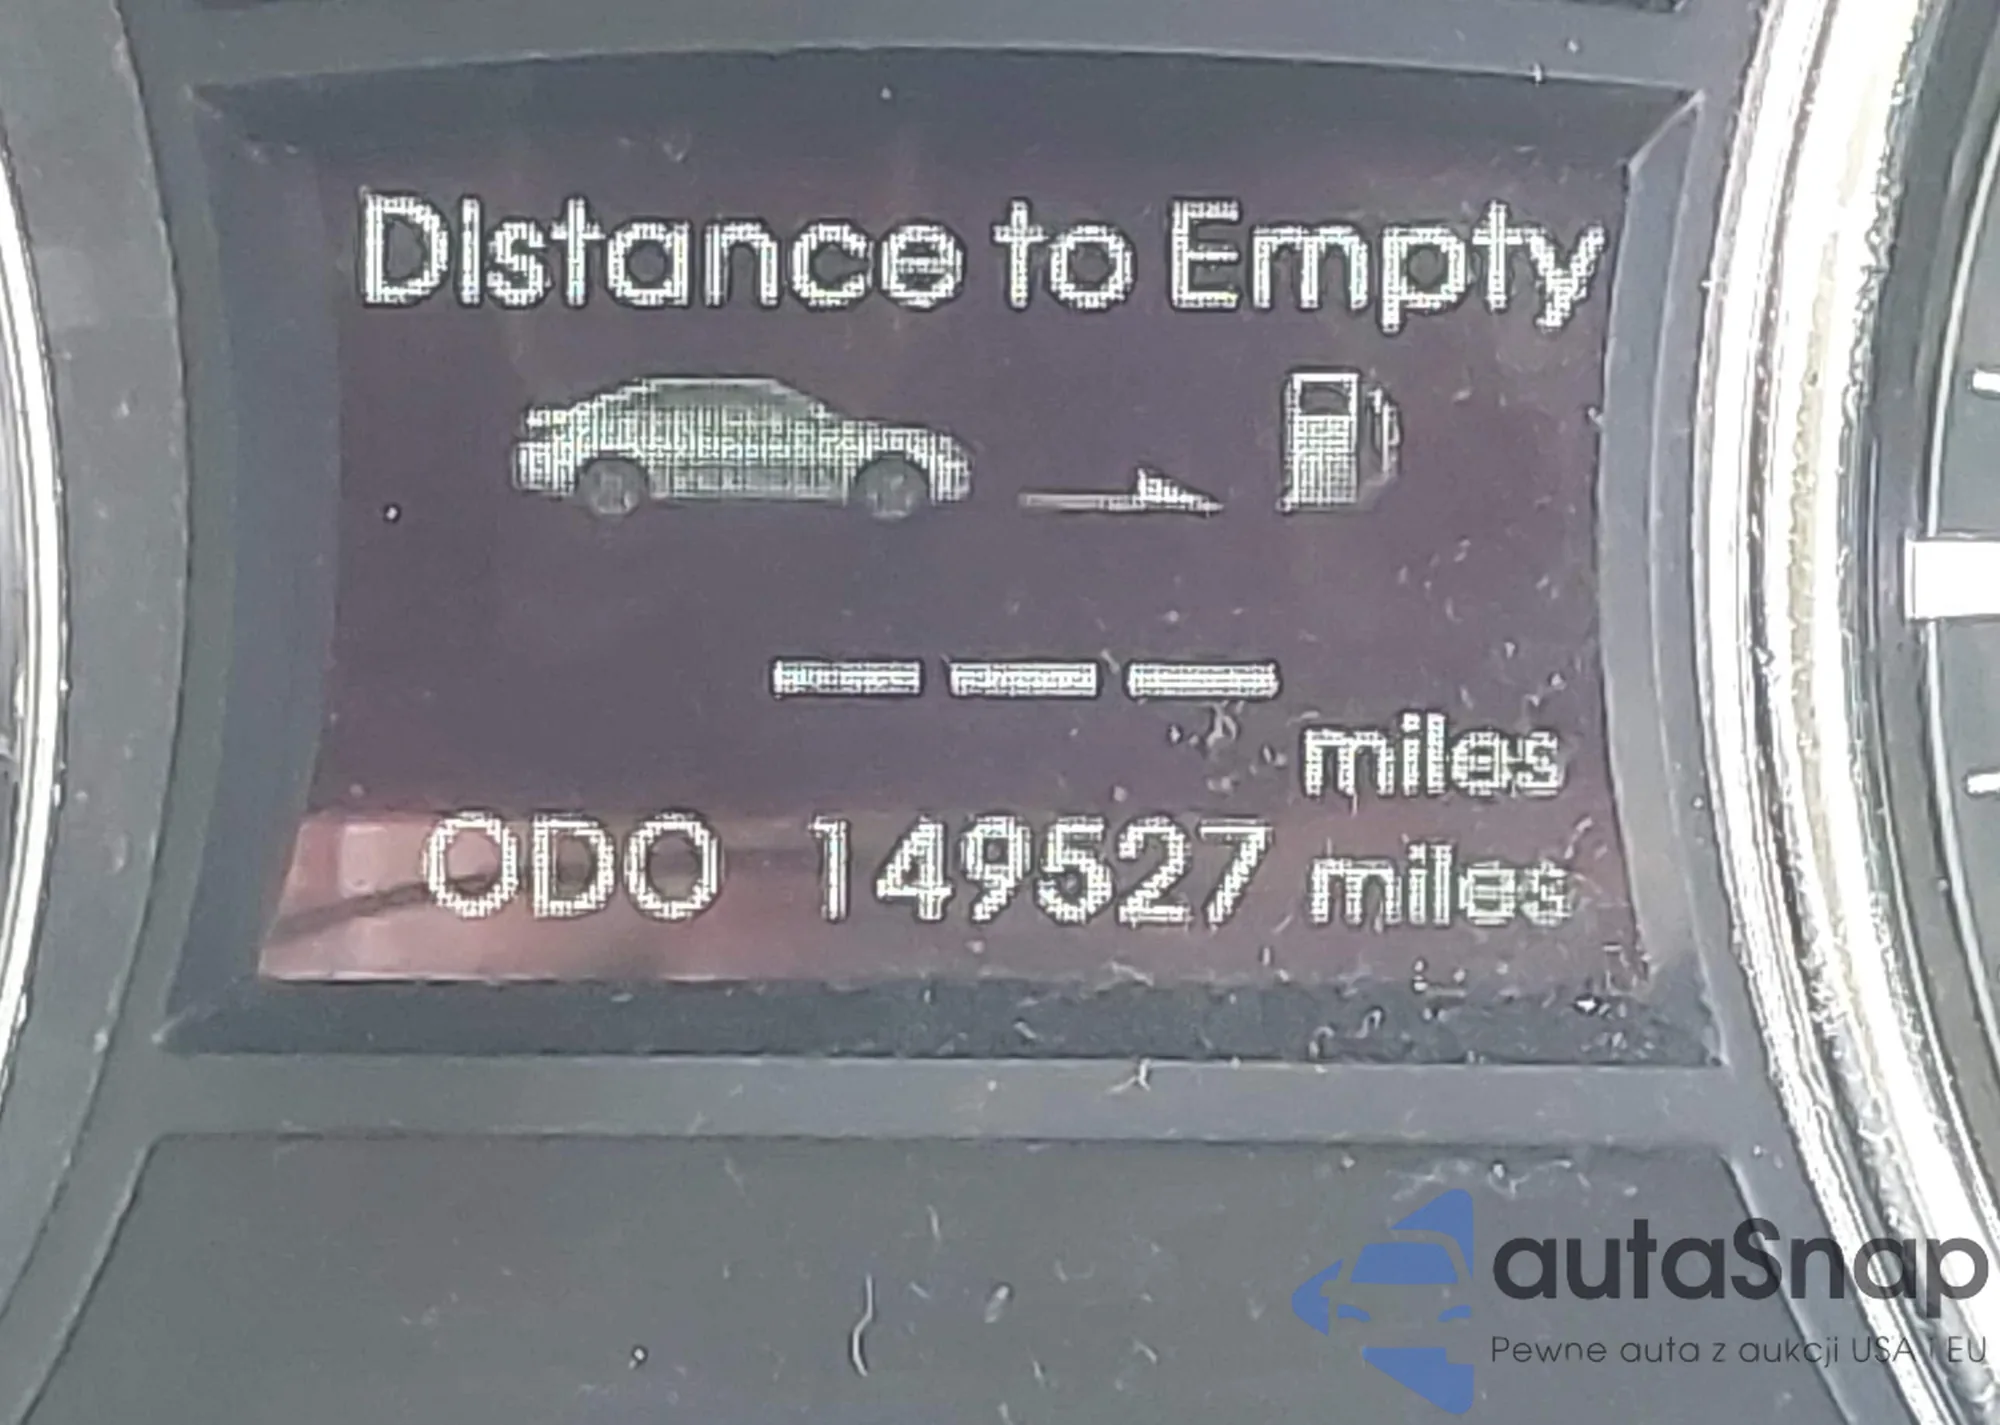 Distance to Empty
--- 
miles
ODO 149527 miles
autaSnap
Pewne auta z aukcji USA i EU